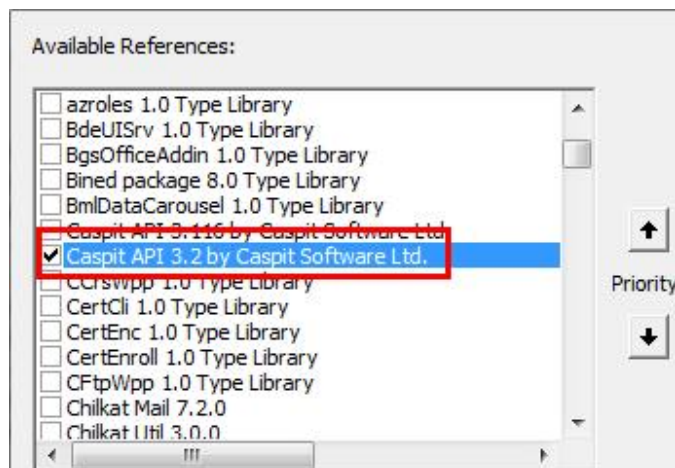 Available References:
azroles 1.0 Type Library
BdeUISrv 1.0 Type Library
BgsOfficeAddin 1.0 Type Library
Bined package 8.0 Type Library
BmlDataCarousel 1.0 Type Library
Caspit API 3.116 by Caspit Software Ltd.
Caspit API 3.2 by Caspit Software Ltd.
CCrsWpp 1.0 Type Library
CertCli 1.0 Type Library
CertEnc 1.0 Type Library
CertEnroll 1.0 Type Library
CFtpWpp 1.0 Type Library
Chilkat Mail 7.2.0
Chilkat Util 3.0.0
Priority